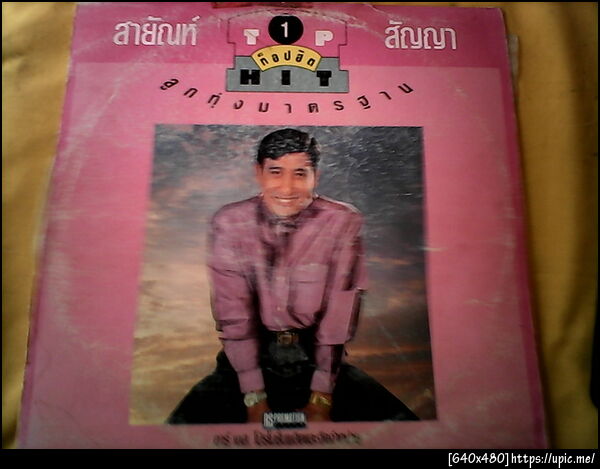 สายัณห์
TOP
1
สัญญา
ท็อปฮิต
HIT
ลูกทุ่งมาตรฐาน
RS PROMOTION
[640x480]https://upic.me/